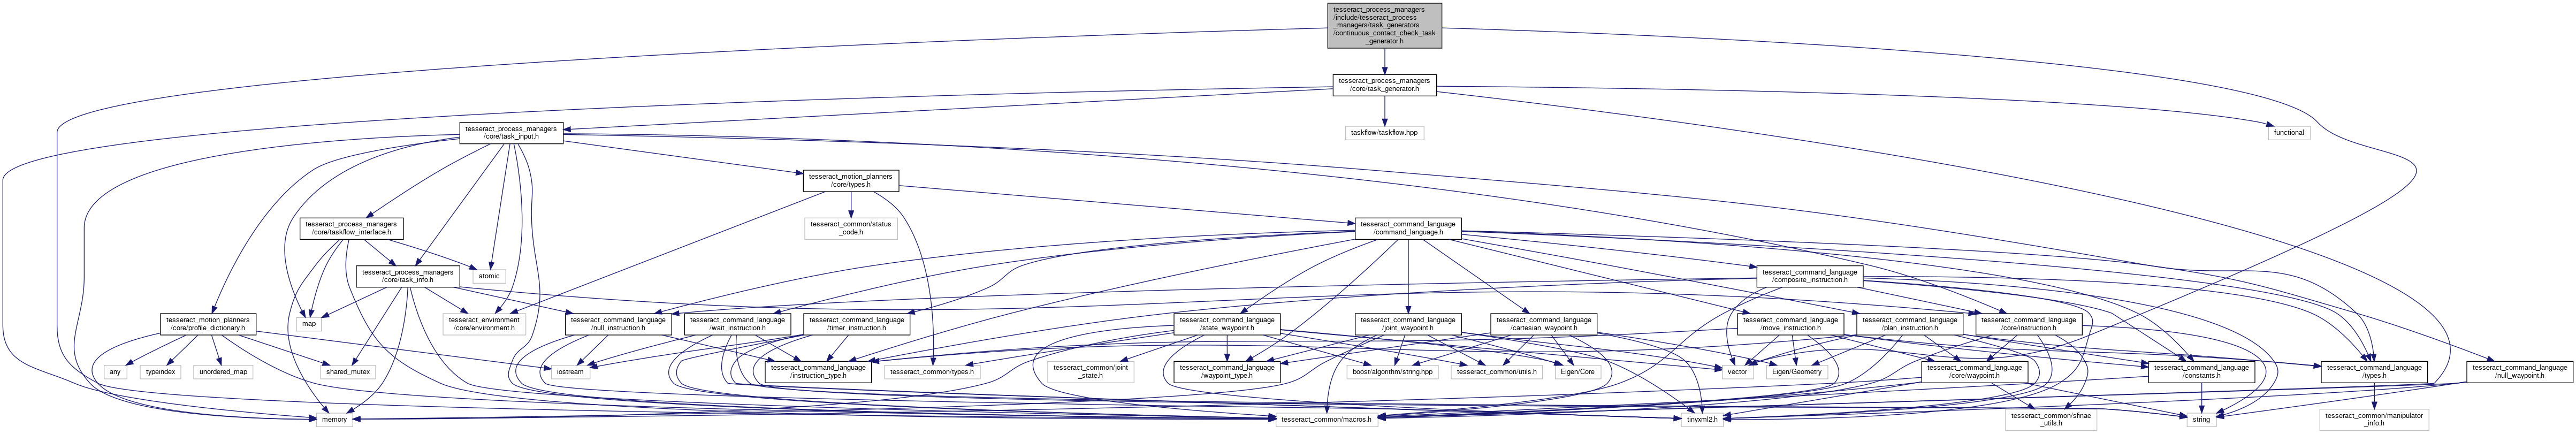 tesseract_process_managers
/include/tesseract_process
_managers/task_generators
/continuous_contact_check_task
_generator.h
tesseract_process_managers
/core/task_generator.h
tesseract_process_managers
/core/task_input.h
taskflow/taskflow.hpp
functional
tesseract_motion_planners
/core/types.h
tesseract_process_managers
/core/taskflow_interface.h
tesseract_common/status
_code.h
tesseract_command_language
/command_language.h
tesseract_process_managers
/core/task_info.h
atomic
tesseract_command_language
/composite_instruction.h
tesseract_motion_planners
/core/profile_dictionary.h
map
tesseract_environment
/core/environment.h
tesseract_command_language
/null_instruction.h
tesseract_command_language
/wait_instruction.h
tesseract_command_language
/timer_instruction.h
tesseract_command_language
/state_waypoint.h
tesseract_command_language
/joint_waypoint.h
tesseract_command_language
/cartesian_waypoint.h
tesseract_command_language
/move_instruction.h
tesseract_command_language
/plan_instruction.h
tesseract_command_language
/core/instruction.h
any
typeindex
unordered_map
shared_mutex
iostream
tesseract_command_language
/instruction_type.h
tesseract_common/types.h
tesseract_common/joint
_state.h
tesseract_command_language
/waypoint_type.h
boost/algorithm/string.hpp
tesseract_common/utils.h
Eigen/Core
vector
Eigen/Geometry
tesseract_command_language
/core/waypoint.h
tesseract_command_language
/constants.h
tesseract_command_language
/types.h
tesseract_command_language
/null_waypoint.h
memory
tesseract_common/macros.h
tinyxml2.h
tesseract_common/sfinae
_utils.h
string
tesseract_common/manipulator
_info.h